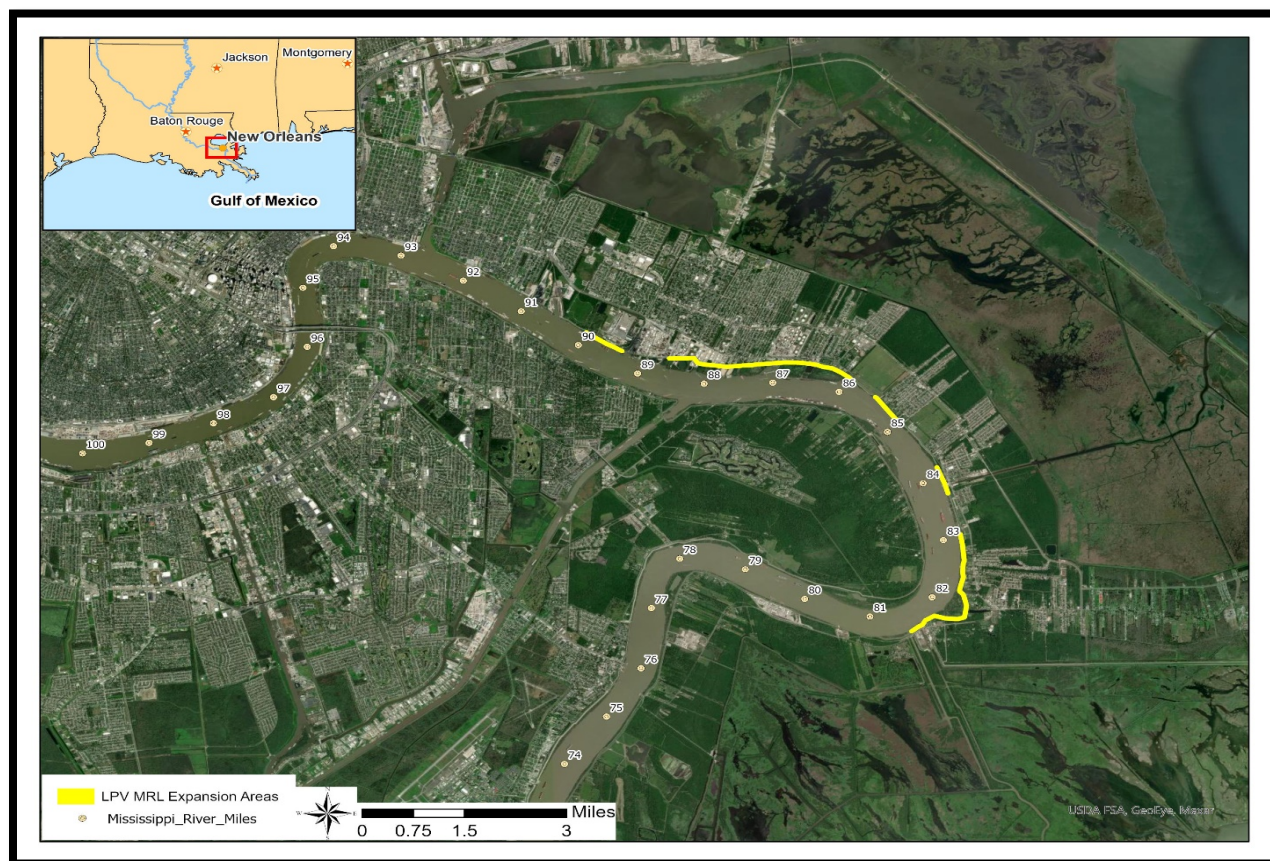 Jackson
Montgomery
Baton Rouge
New Orleans
Gulf of Mexico
94
93
95
92
91
96
90
89
88
87
86
97
85
98
99
100
84
83
78
79
82
80
77
81
76
75
74
LPV MRL Expansion Areas
Mississippi_River_Miles
N
W
E
S
Miles
0 0.75 1.5 3
USDA FSA, GeoEye, Maxar